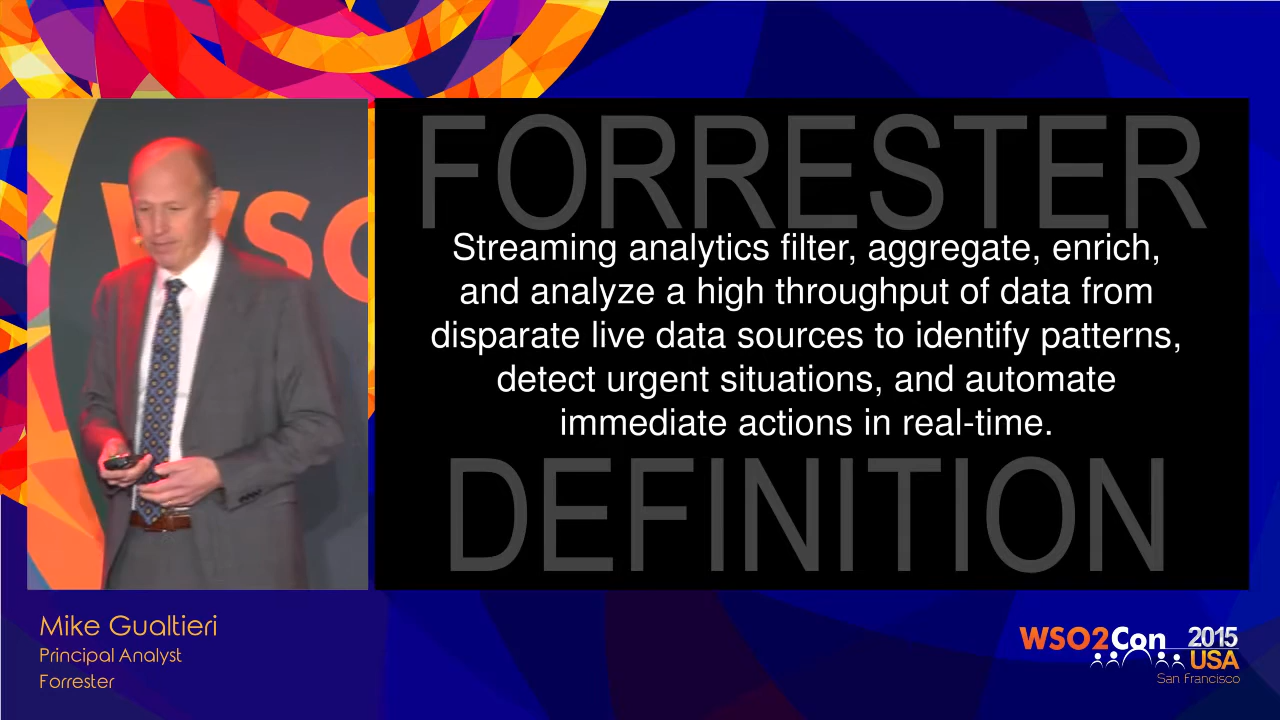 WSO
FORRESTER
Streaming analytics filter, aggregate, enrich,
and analyze a high throughput of data from
disparate live data sources to identify patterns,
detect urgent situations, and automate
immediate actions in real-time.
DEFINITION
Mike Gualtieri
Principal Analyst
Forrester
WSO2Con 2015
USA
San Francisco